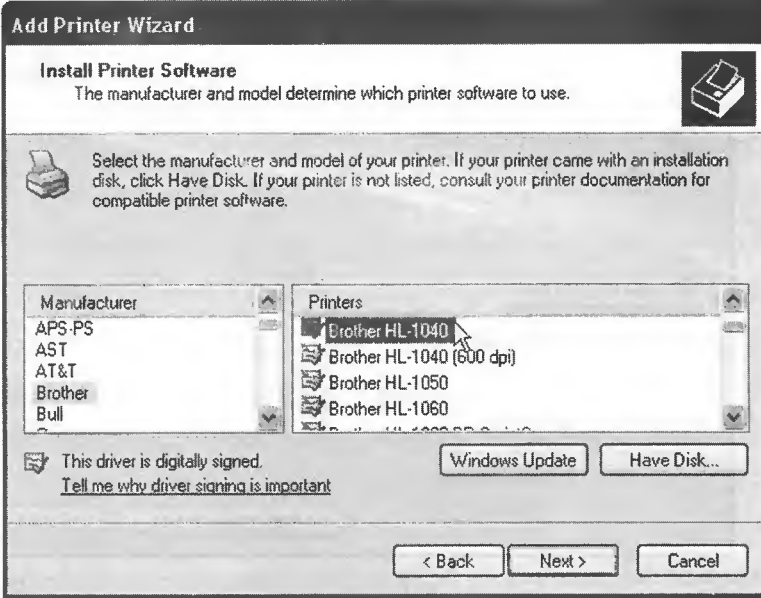 Add Printer Wizard
Install Printer Software
The manufacturer and model determine which printer software to use.
Select the manufacturer and model of your printer. If your printer came with an installation
disk, click Have Disk. If your printer is not listed, consult your printer documentation for
compatible printer software.
Manufacturer
APS-PS
AST
AT&T
Brother
Bull
Printers
Brother HL-1040
Brother HL-1040 (600 dpi)
Brother HL-1050
Brother HL-1060
This driver is digitally signed.
Tell me why driver signing is important
Windows Update
Have Disk...
< Back
Next >
Cancel